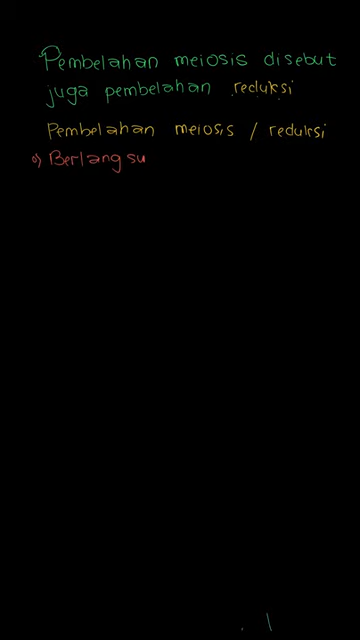 Pembelahan meiosis disebut
juga pembelahan reduksi
Pembelahan meiosis / reduksi
o) Berlangsu